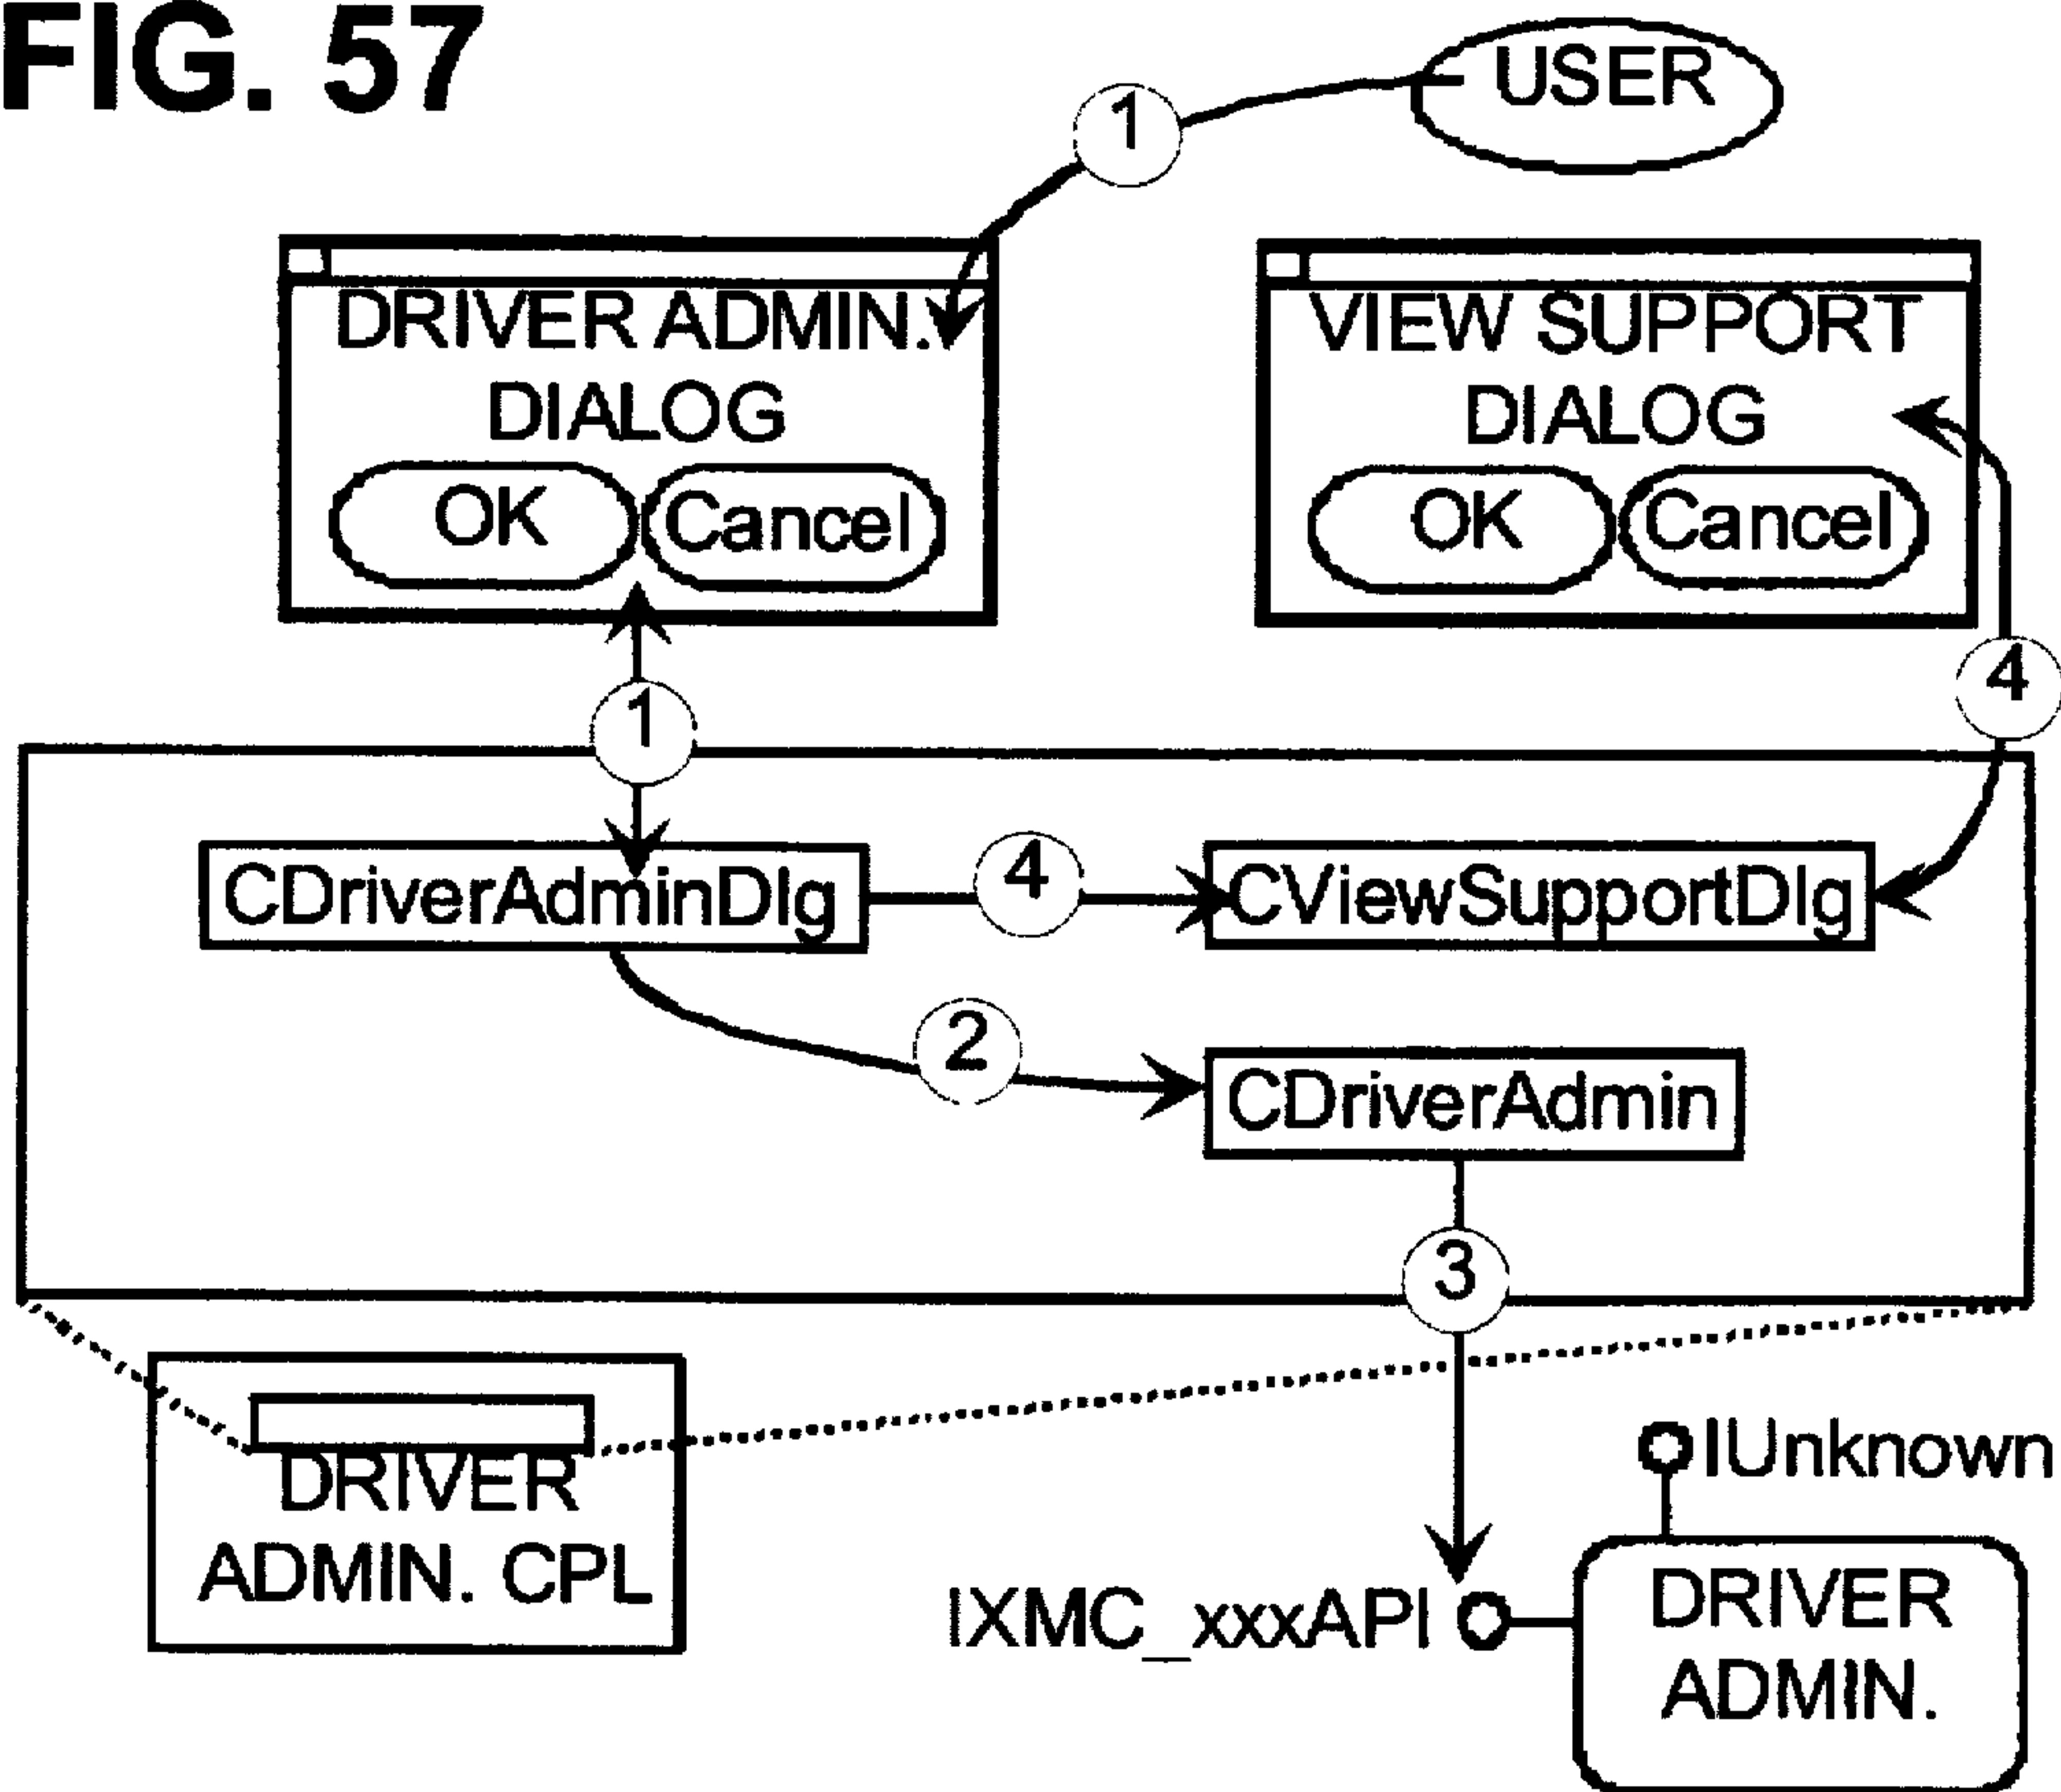 FIG. 57
USER
1
DRIVER ADMIN.
DIALOG
OK
Cancel
VIEW SUPPORT
DIALOG
OK
Cancel
1
4
CDriverAdminDlg
4
CViewSupportDlg
2
CDriverAdmin
3
DRIVER
ADMIN. CPL
IUnknown
IXMC_xxxAPI
DRIVER
ADMIN.